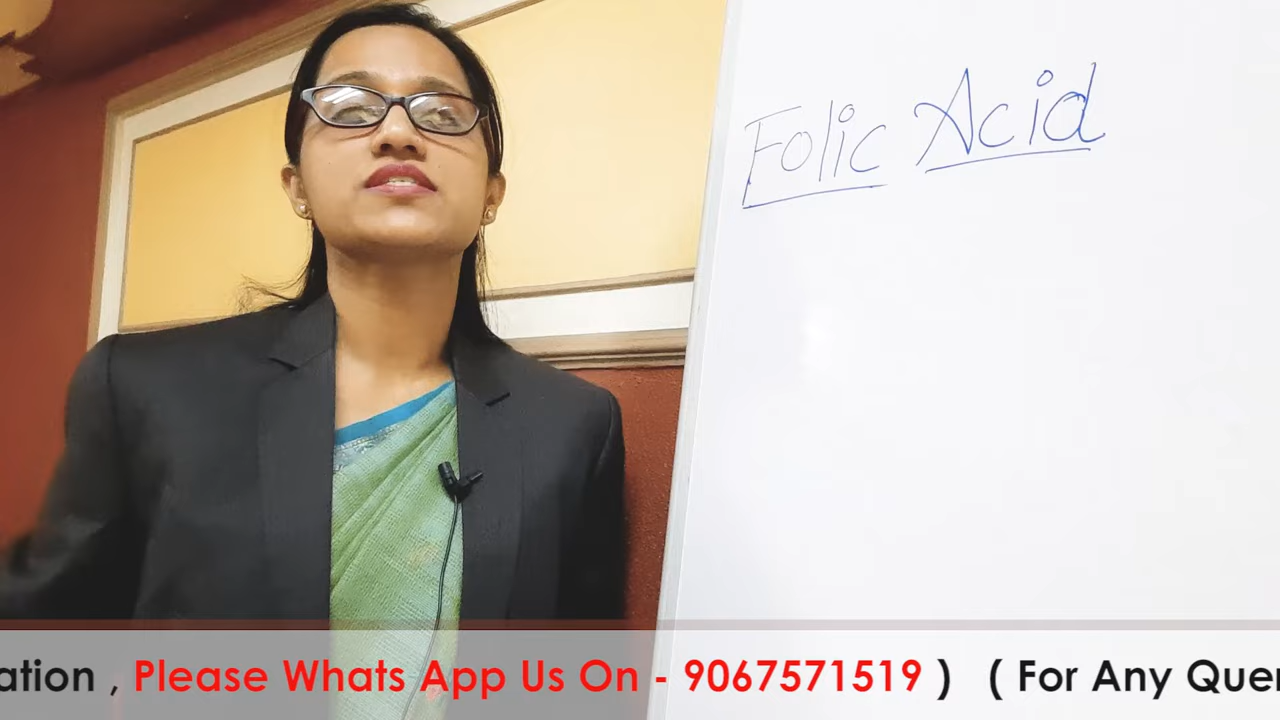 Folic Acid
ation , Please Whats App Us On - 9067571519 ) ( For Any Quer